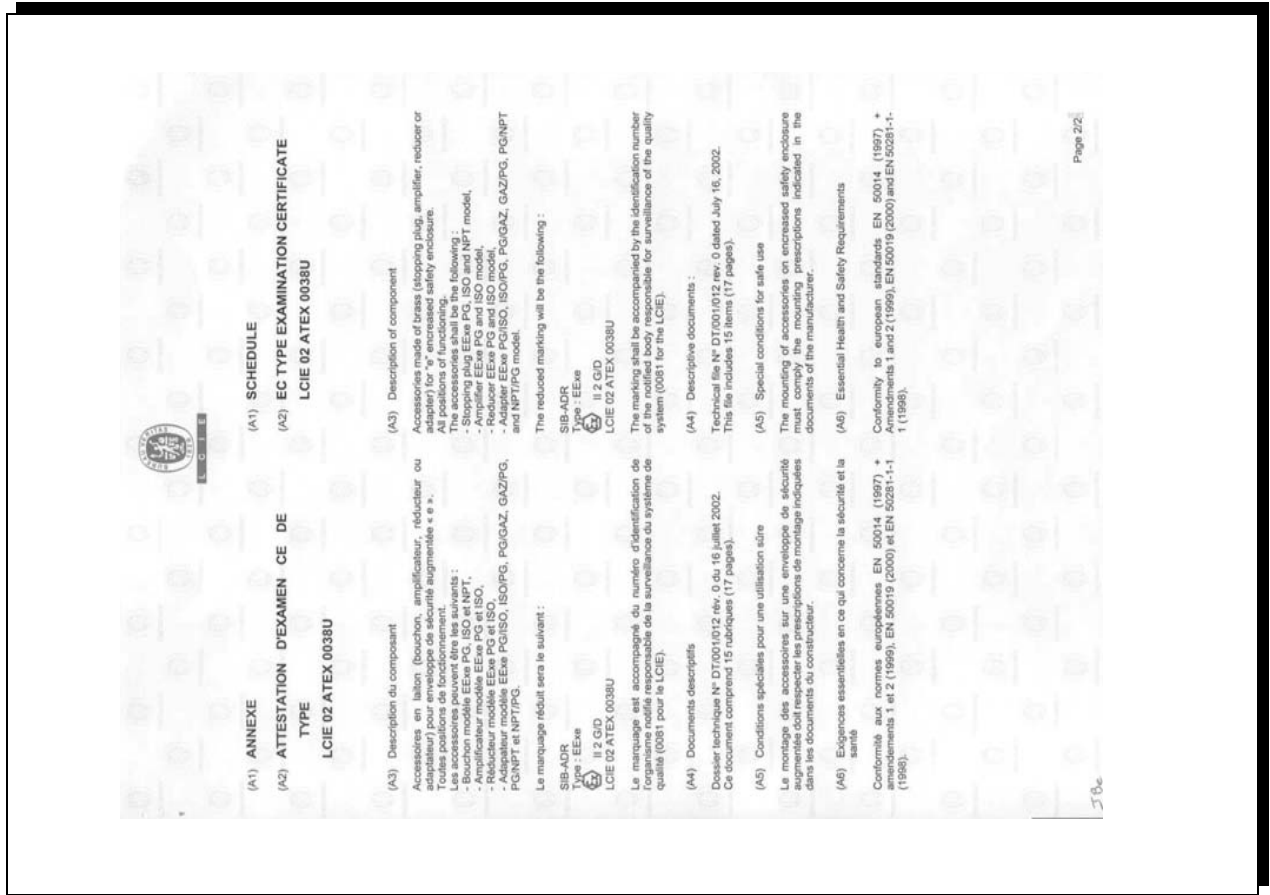 BUREAU VERITAS
L C I E
(A1) ANNEXE
(A2) ATTESTATION D'EXAMEN CE DE
TYPE
LCIE 02 ATEX 0038U
(A3) Description du composant
Accessoires en laiton (bouchon, amplificateur, réducteur ou
adaptateur) pour enveloppe de sécurité augmentée « e ».
Toutes positions de fonctionnement.
Les accessoires peuvent être les suivants :
- Bouchon modèle EExe PG, ISO et NPT,
- Amplificateur modèle EExe PG et ISO,
- Réducteur modèle EExe PG et ISO,
- Adapateur modèle EExe PG/ISO, ISO/PG, PG/GAZ, GAZ/PG,
PG/NPT et NPT/PG.
Le marquage réduit sera le suivant :
SIB-ADR
Type : EExe
II 2 G/D
LCIE 02 ATEX 0038U
Le marquage est accompagné du numéro d'identification de
l'organisme notifié responsable de la surveillance du système de
qualité (0081 pour le LCIE).
(A4) Documents descriptifs
Dossier technique N° DT/001/012 rév. 0 du 16 juillet 2002.
Ce document comprend 15 rubriques (17 pages).
(A5) Conditions spéciales pour une utilisation sûre
Le montage des accessoires sur une enveloppe de sécurité
augmentée doit respecter les prescriptions de montage indiquées
dans les documents du constructeur.
(A6) Exigences essentielles en ce qui concerne la sécurité et la
santé
Conformité aux normes européennes EN 50014 (1997) +
amendements 1 et 2 (1999), EN 50019 (2000) et EN 50281-1-1
(1998).
(A1) SCHEDULE
(A2) EC TYPE EXAMINATION CERTIFICATE
LCIE 02 ATEX 0038U
(A3) Description of component
Accessories made of brass (stopping plug, amplifier, reducer or
adapter) for "e" encreased safety enclosure.
All positions of functioning.
The accessories shall be the following :
- Stopping plug EExe PG, ISO and NPT model,
- Amplifier EExe PG and ISO model,
- Reducer EExe PG and ISO model,
- Adapter EExe PG/ISO, ISO/PG, PG/GAZ, GAZ/PG, PG/NPT
and NPT/PG model.
The reduced marking will be the following :
SIB-ADR
Type : EExe
II 2 G/D
LCIE 02 ATEX 0038U
The marking shall be accompanied by the identification number
of the notified body responsible for surveillance of the quality
system (0081 for the LCIE).
(A4) Descriptive documents :
Technical file N° DT/001/012 rev. 0 dated July 16, 2002.
This file includes 15 items (17 pages).
(A5) Special conditions for safe use
The mounting of accessories on encreased safety enclosure
must comply the mounting prescriptions indicated in the
documents of the manufacturer.
(A6) Essential Health and Safety Requirements
Conformity to european standards EN 50014 (1997) +
Amendments 1 and 2 (1999), EN 50019 (2000) and EN 50281-1-
1 (1998).
Page 2/2